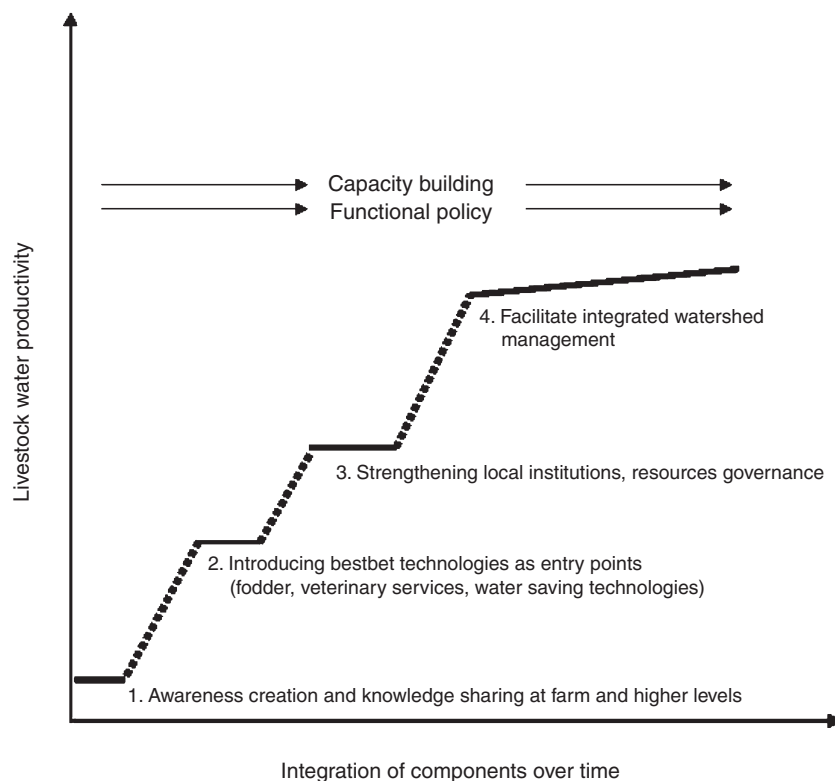 Capacity building
Functional policy
Livestock water productivity
4. Facilitate integrated watershed
management
3. Strengthening local institutions, resources governance
2. Introducing bestbet technologies as entry points
(fodder, veterinary services, water saving technologies)
1. Awareness creation and knowledge sharing at farm and higher levels
Integration of components over time